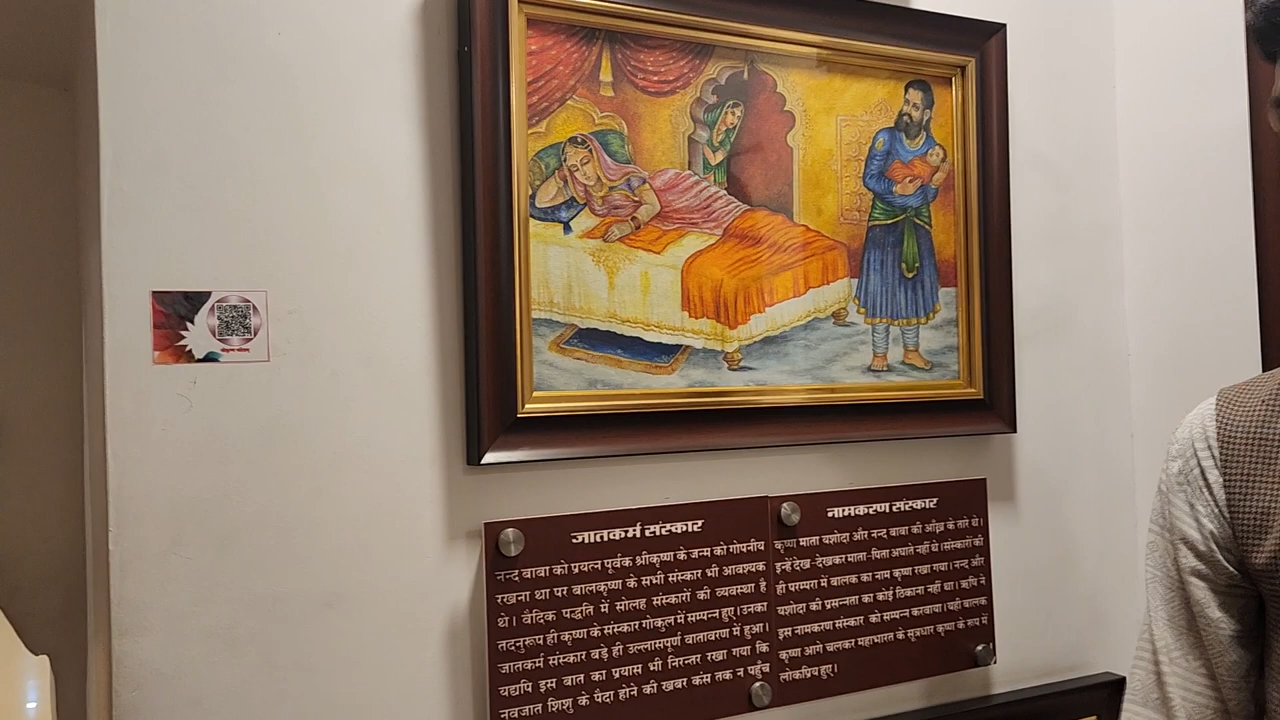 जातकर्म संस्कार
नन्द बाबा को प्रयत्न पूर्वक श्रीकृष्ण के जन्म को गोपनीय
रखना था पर बालकृष्ण के सभी संस्कार भी आवश्यक
थे। वैदिक पद्धति में सोलह संस्कारों की व्यवस्था है
तदनुरूप ही कृष्ण के संस्कार गोकुल में सम्पन्न हुए। उनका
जातकर्म संस्कार बड़े ही उल्लासपूर्ण वातावरण में हुआ।
यद्यपि इस बात का प्रयास भी निरन्तर रखा गया कि
नवजात शिशु के पैदा होने की खबर कंस तक न पहुँच
नामकरण संस्कार
कृष्ण माता यशोदा और नन्द बाबा की आँख के तारे थे।
इन्हें देख-देखकर माता-पिता अघाते नहीं थे। संस्कारों की
ही परम्परा में बालक का नाम कृष्ण रखा गया। नन्द और
यशोदा की प्रसन्नता का कोई ठिकाना नहीं था। ऋषि ने
इस नामकरण संस्कार को सम्पन्न करवाया। यही बालक
कृष्ण आगे चलकर महाभारत के सूत्रधार कृष्ण के रूप में
लोकप्रिय हुए।